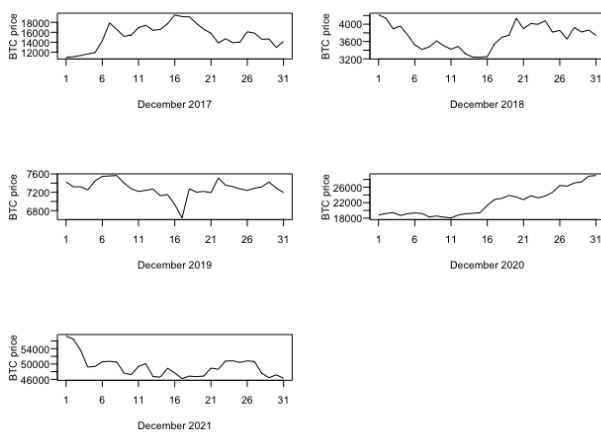 BTC price
18000
16000
14000
12000
1 6 11 16 21 26 31
December 2017
BTC price
4000
3600
3200
1 6 11 16 21 26 31
December 2018
BTC price
7600
7200
6800
1 6 11 16 21 26 31
December 2019
BTC price
26000
22000
18000
1 6 11 16 21 26 31
December 2020
BTC price
54000
50000
46000
1 6 11 16 21 26 31
December 2021